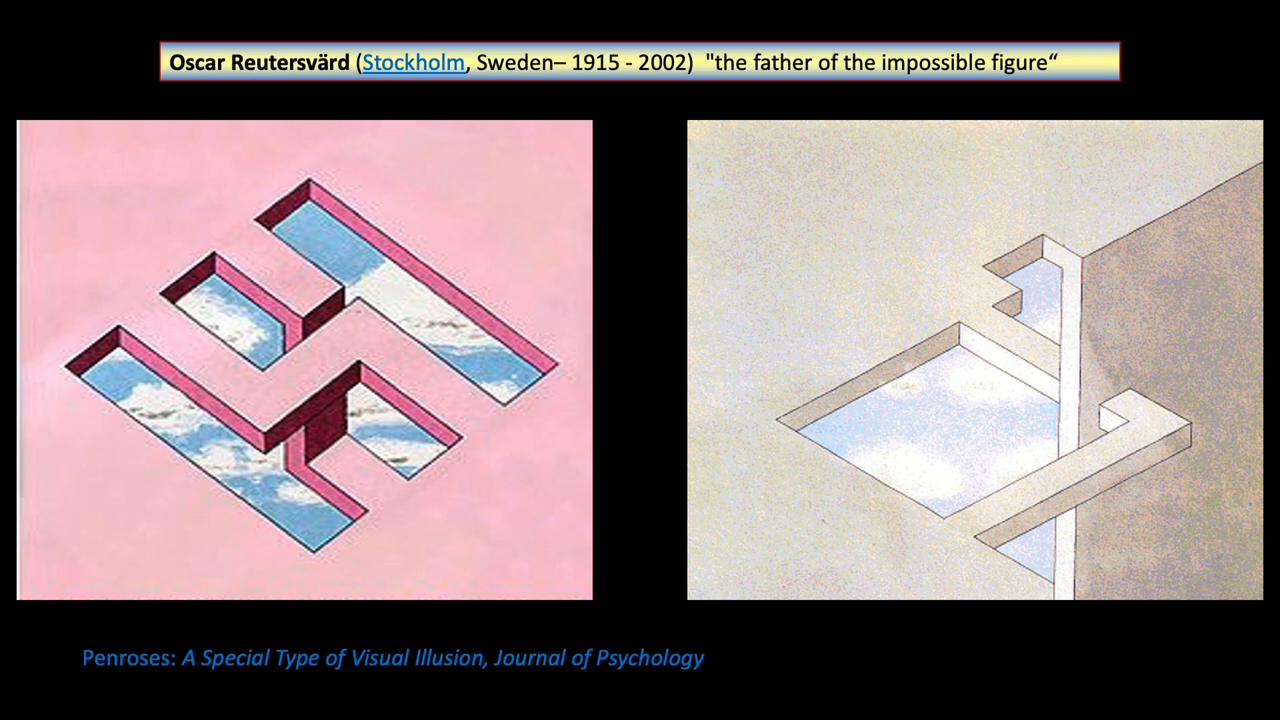 Oscar Reutersvärd (Stockholm, Sweden– 1915 - 2002)  "the father of the impossible figure“
Penroses: A Special Type of Visual Illusion, Journal of Psychology